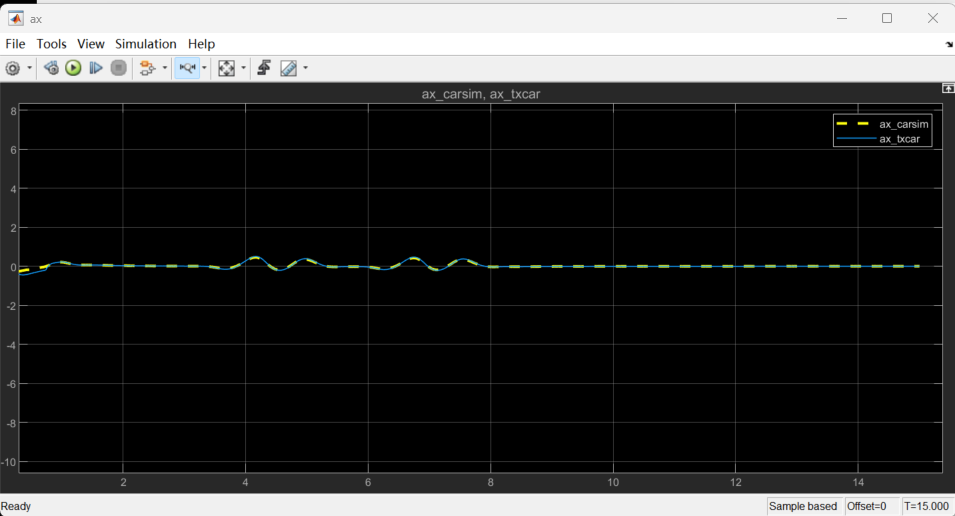 ax
File Tools View Simulation Help
ax_carsim, ax_txcar
ax_carsim
ax_txcar
8
6
4
2
0
-2
-4
-6
-8
-10
2 4 6 8 10 12 14
Ready Sample based Offset=0 T=15.000